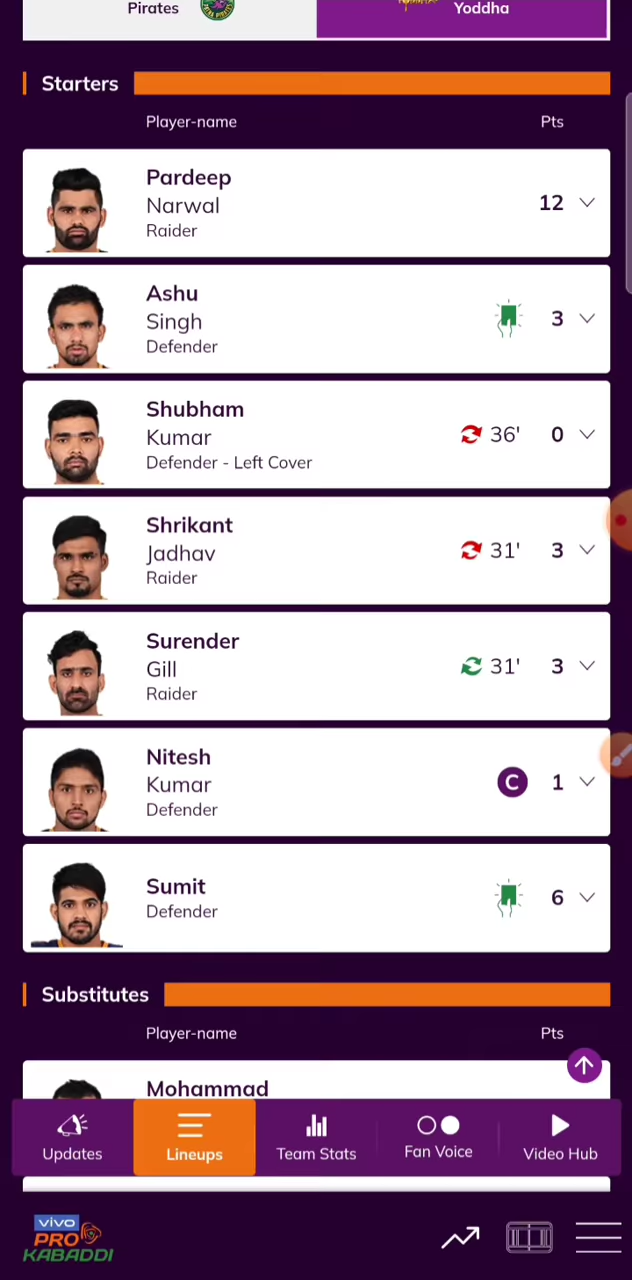 Pirates
Yoddha
Starters
Player-name Pts
Pardeep
Narwal
Raider
12
Ashu
Singh
Defender
3
Shubham
Kumar
Defender - Left Cover
36' 0
Shrikant
Jadhav
Raider
31' 3
Surender
Gill
Raider
31' 3
Nitesh
Kumar
Defender
C 1
Sumit
Defender
6
Substitutes
Player-name Pts
Mohammad
Updates Lineups Team Stats Fan Voice Video Hub
vivo
PRO
KABADDI